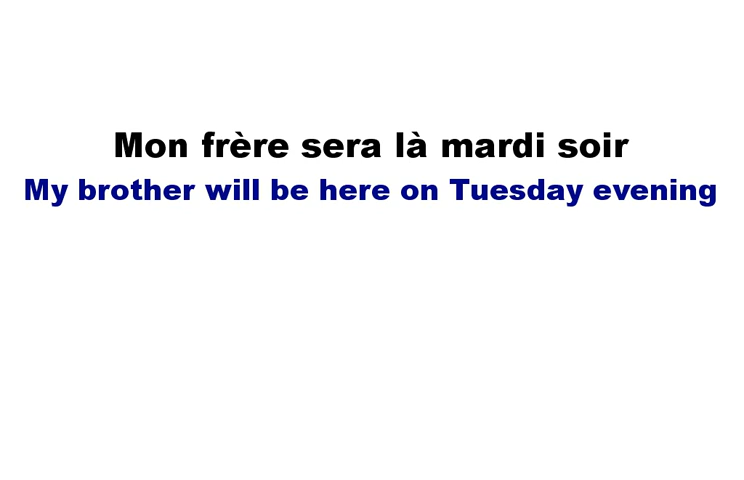 Mon frère sera là mardi soir
My brother will be here on Tuesday evening